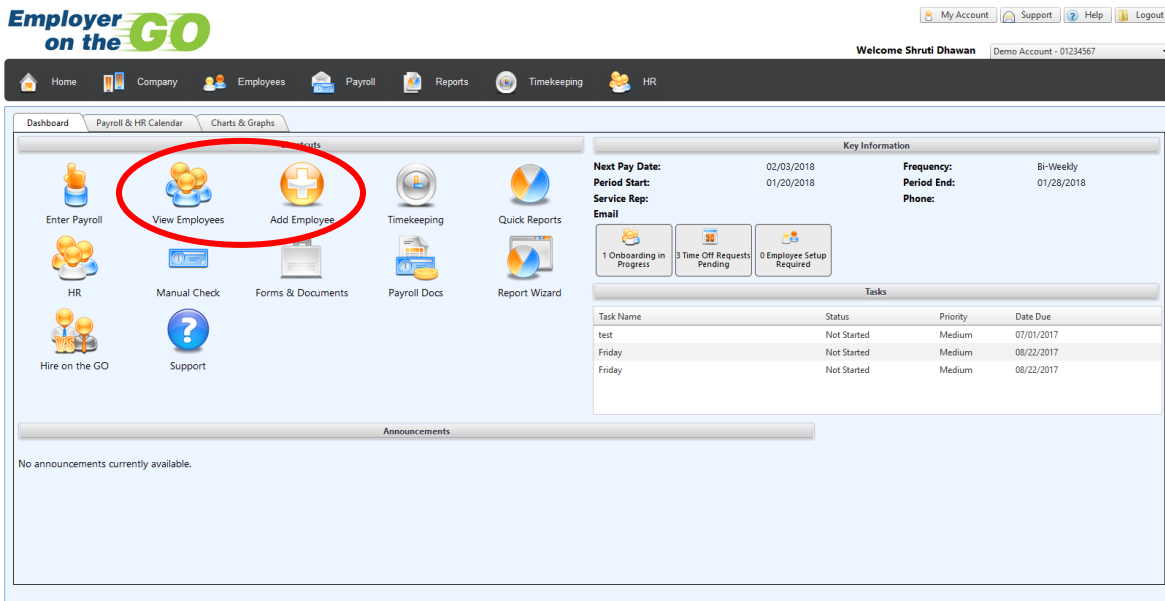 Employer on the GO
My Account Support Help Logout
Welcome Shruti Dhawan Demo Account - 01234567
Home Company Employees Payroll Reports Timekeeping HR
Dashboard Payroll & HR Calendar Charts & Graphs
Shortcuts
Enter Payroll View Employees Add Employee Timekeeping Quick Reports
HR Manual Check Forms & Documents Payroll Docs Report Wizard
VS
Hire on the GO Support
Key Information
Next Pay Date: 02/03/2018 Frequency: Bi-Weekly
Period Start: 01/20/2018 Period End: 01/28/2018
Service Rep: Phone:
Email
1 Onboarding in Progress
3 Time Off Requests Pending
0 Employee Setup Required
Tasks
Task Name Status Priority Date Due
test Not Started Medium 07/01/2017
Friday Not Started Medium 08/22/2017
Friday Not Started Medium 08/22/2017
Announcements
No announcements currently available.